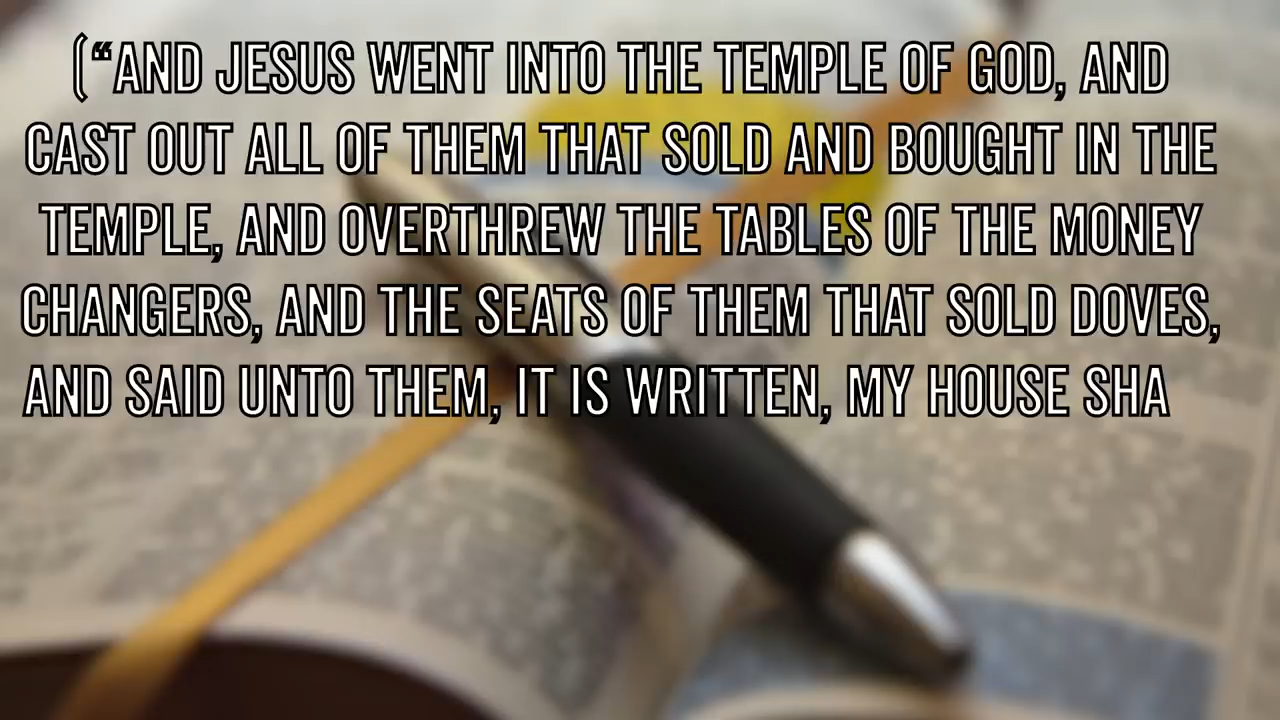 (“AND JESUS WENT INTO THE TEMPLE OF GOD, AND
CAST OUT ALL OF THEM THAT SOLD AND BOUGHT IN THE
TEMPLE, AND OVERTHREW THE TABLES OF THE MONEY
CHANGERS, AND THE SEATS OF THEM THAT SOLD DOVES,
AND SAID UNTO THEM, IT IS WRITTEN, MY HOUSE SHA